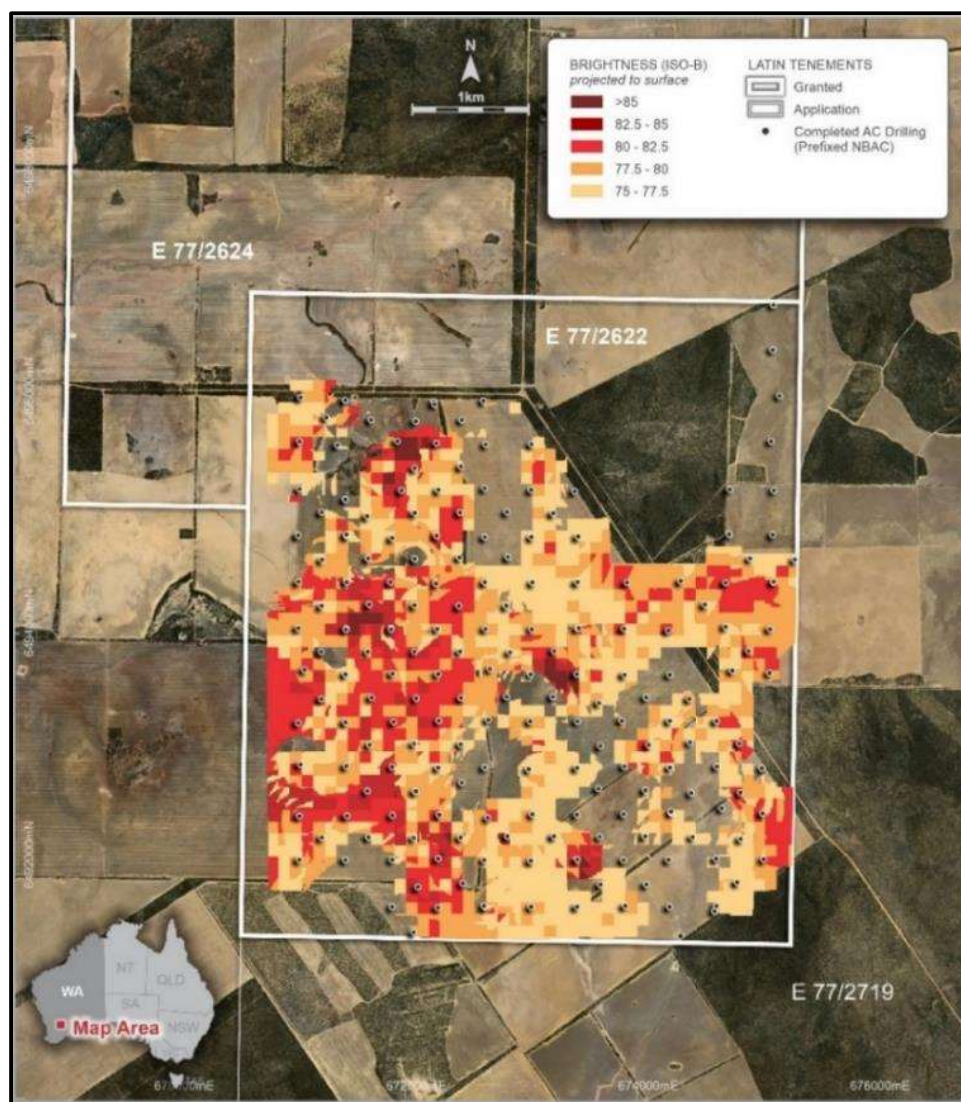 N
1km
BRIGHTNESS (ISO-B)
projected to surface
>85
82.5 - 85
80 - 82.5
77.5 - 80
75 - 77.5
LATIN TENEMENTS
Granted
Application
Completed AC Drilling
(Prefixed NBAC)
E 77/2624
E 77/2622
E 77/2719
6492000mN
WA
NT
QLD
SA
NSW
Map Area
672000mE
674000mE
676000mE